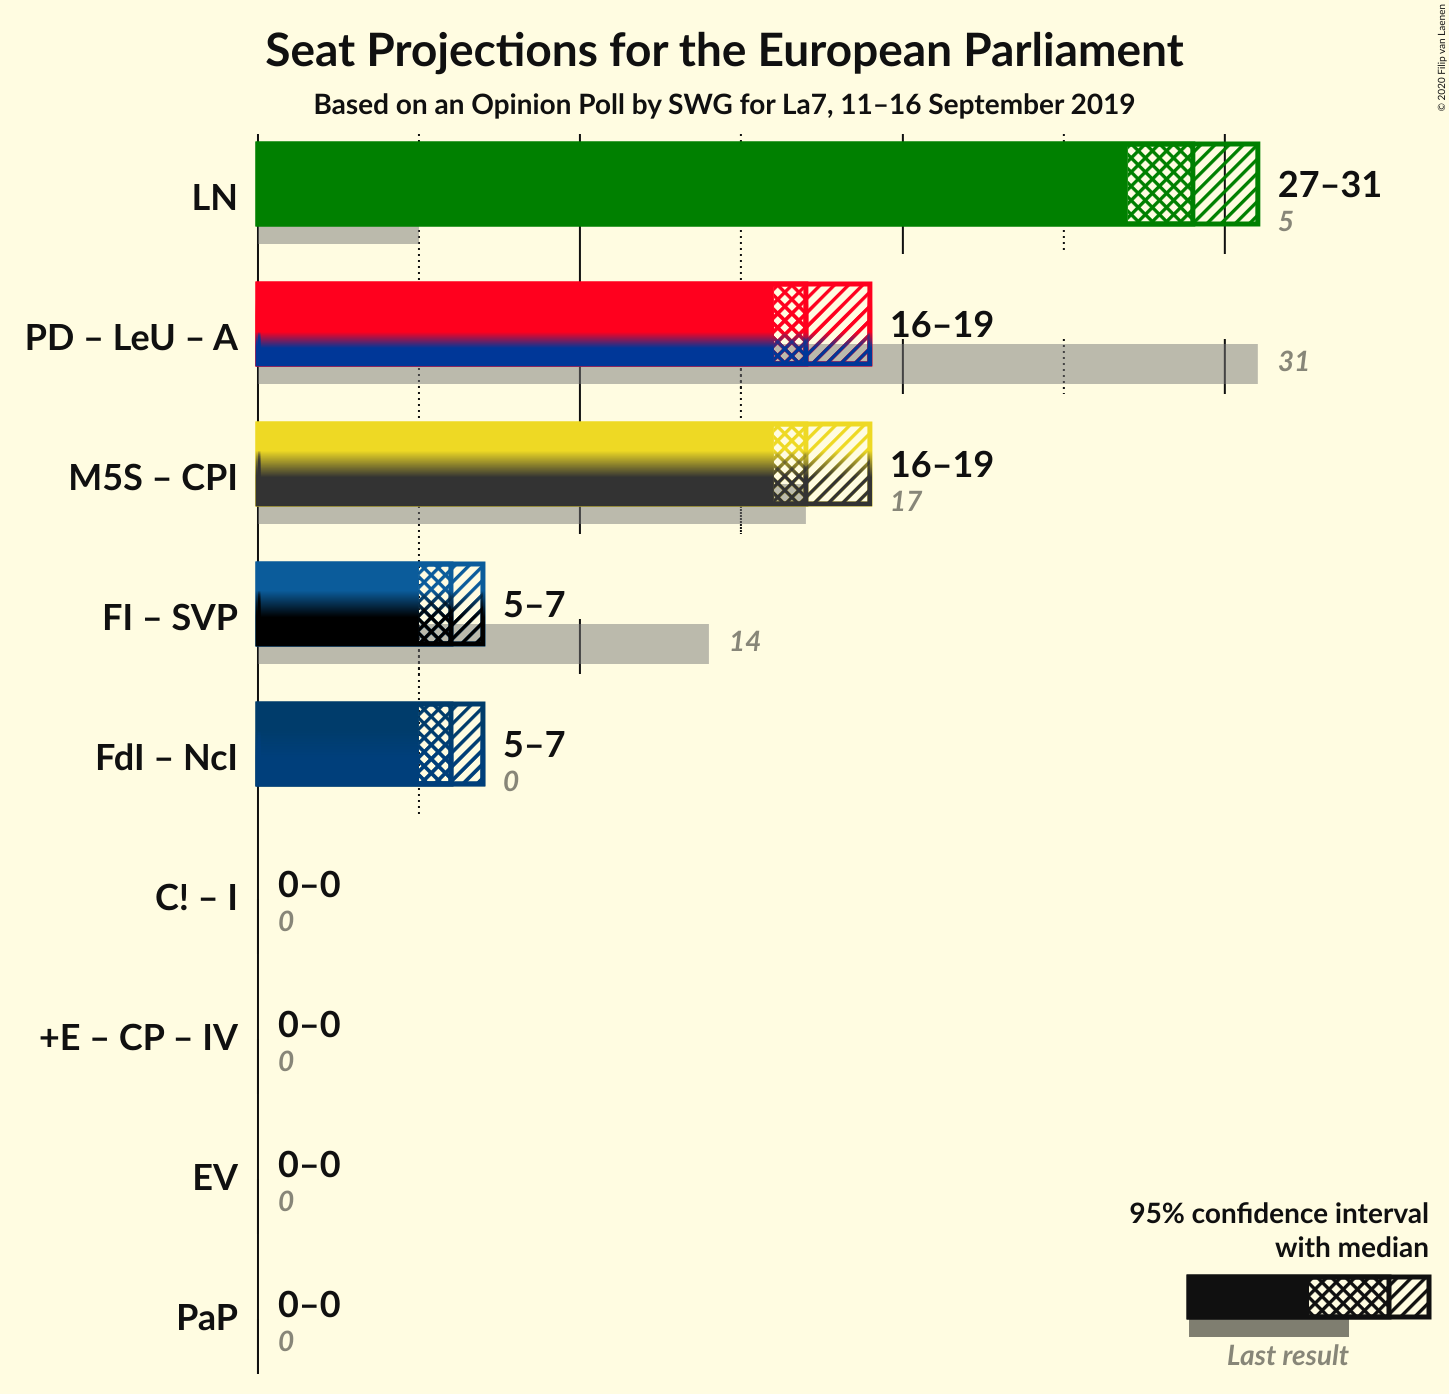 Seat Projections for the European Parliament
Based on an Opinion Poll by SWG for La7, 11–16 September 2019
© 2020 Filip van Laenen
LN
27–31
5
PD – LeU – A
16–19
31
M5S – CPI
16–19
17
FI – SVP
5–7
14
FdI – NcI
5–7
0
C! – I
0–0
0
+E – CP – IV
0–0
0
EV
0–0
0
PaP
0–0
0
95% confidence interval
with median
Last result